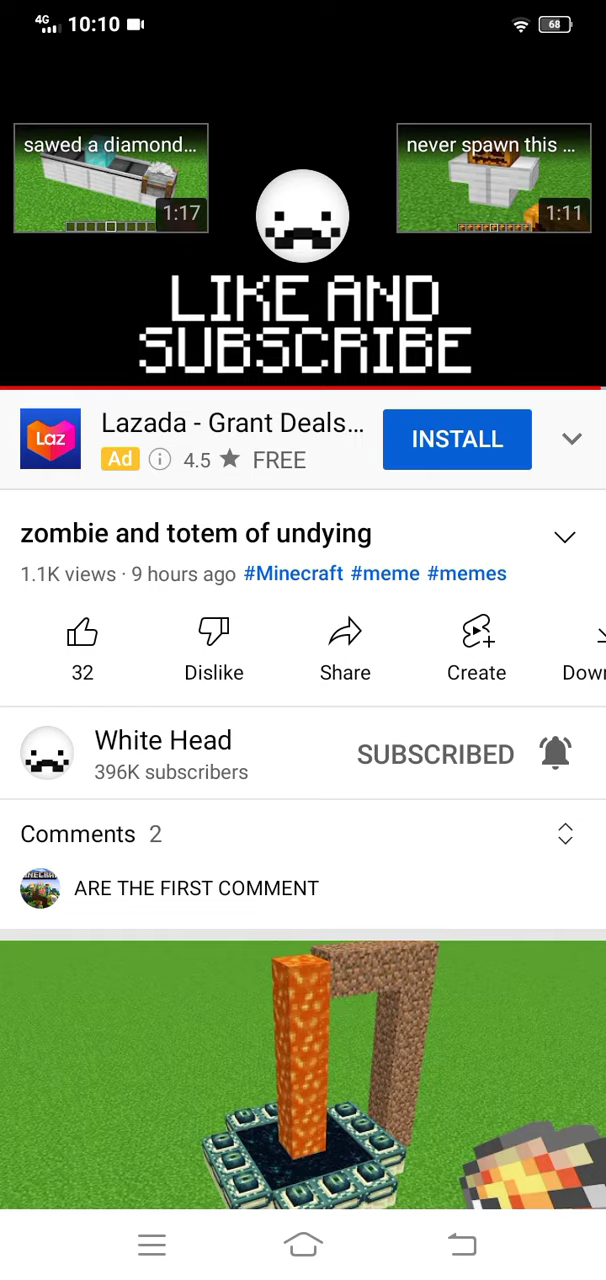 4G 10:10 68
sawed a diamond...
1:17
never spawn this ...
1:11
LIKE AND
SUBSCRIBE
Laz
Lazada - Grant Deals...
Ad 4.5 FREE
INSTALL
zombie and totem of undying
1.1K views · 9 hours ago #Minecraft #meme #memes
32 Dislike Share Create Down
White Head
396K subscribers
SUBSCRIBED
Comments 2
ARE THE FIRST COMMENT